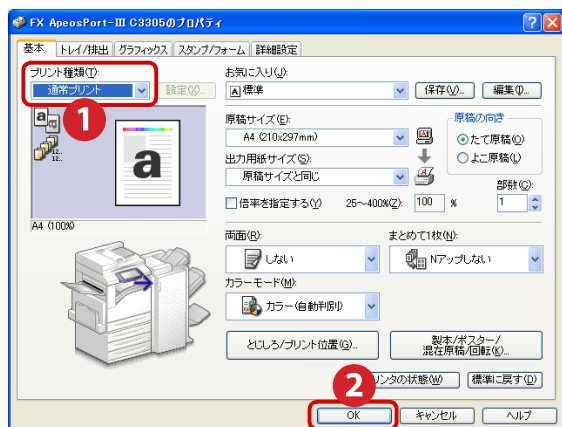 FX ApeosPort-III C3305のプロパティ
基本 トレイ/排出 グラフィックス スタンプ/フォーム 詳細設定
プリント種類(T):
通常プリント 設定(X)...
1
お気に入り(J):
A 標準 保存(V)... 編集(I)...
a
12..
12..
a
A4 (100%)
原稿サイズ(E):
A4 (210x297mm)
出力用紙サイズ(S):
原稿サイズと同じ
倍率を指定する(Y) 25~400%(Z): 100 %
原稿の向き
たて原稿(O)
よこ原稿(L)
部数(C):
1
両面(R): まとめて1枚(N):
しない Nアップしない
カラーモード(M):
カラー(自動判別)
とじしろ/プリント位置(G)...
製本/ポスター/
混在原稿/回転(K)...
2
リンタの状態(W) 標準に戻す(D)
OK キャンセル ヘルプ